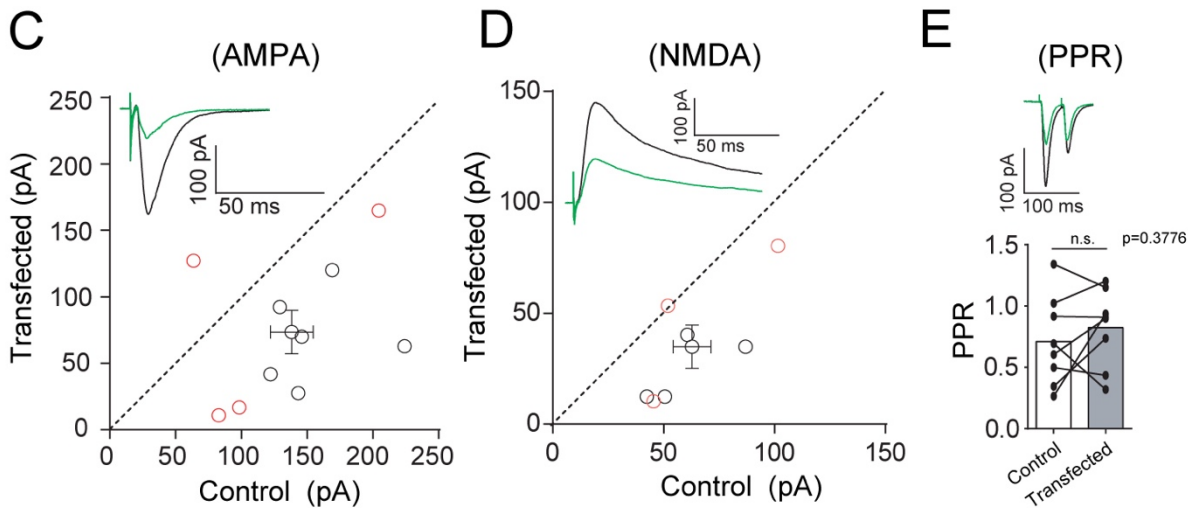 C
(AMPA)
Transfected (pA)
250
200
150
100
50
0
100 pA
50 ms
0
50
100
150
200
250
Control (pA)
D
(NMDA)
Transfected (pA)
150
100
50
0
100 pA
50 ms
50
100
150
Control (pA)
E
(PPR)
100 pA
100 ms
n.s.
p=0.3776
PPR
1.5
1.0
0.5
0.0
Control
Transfected